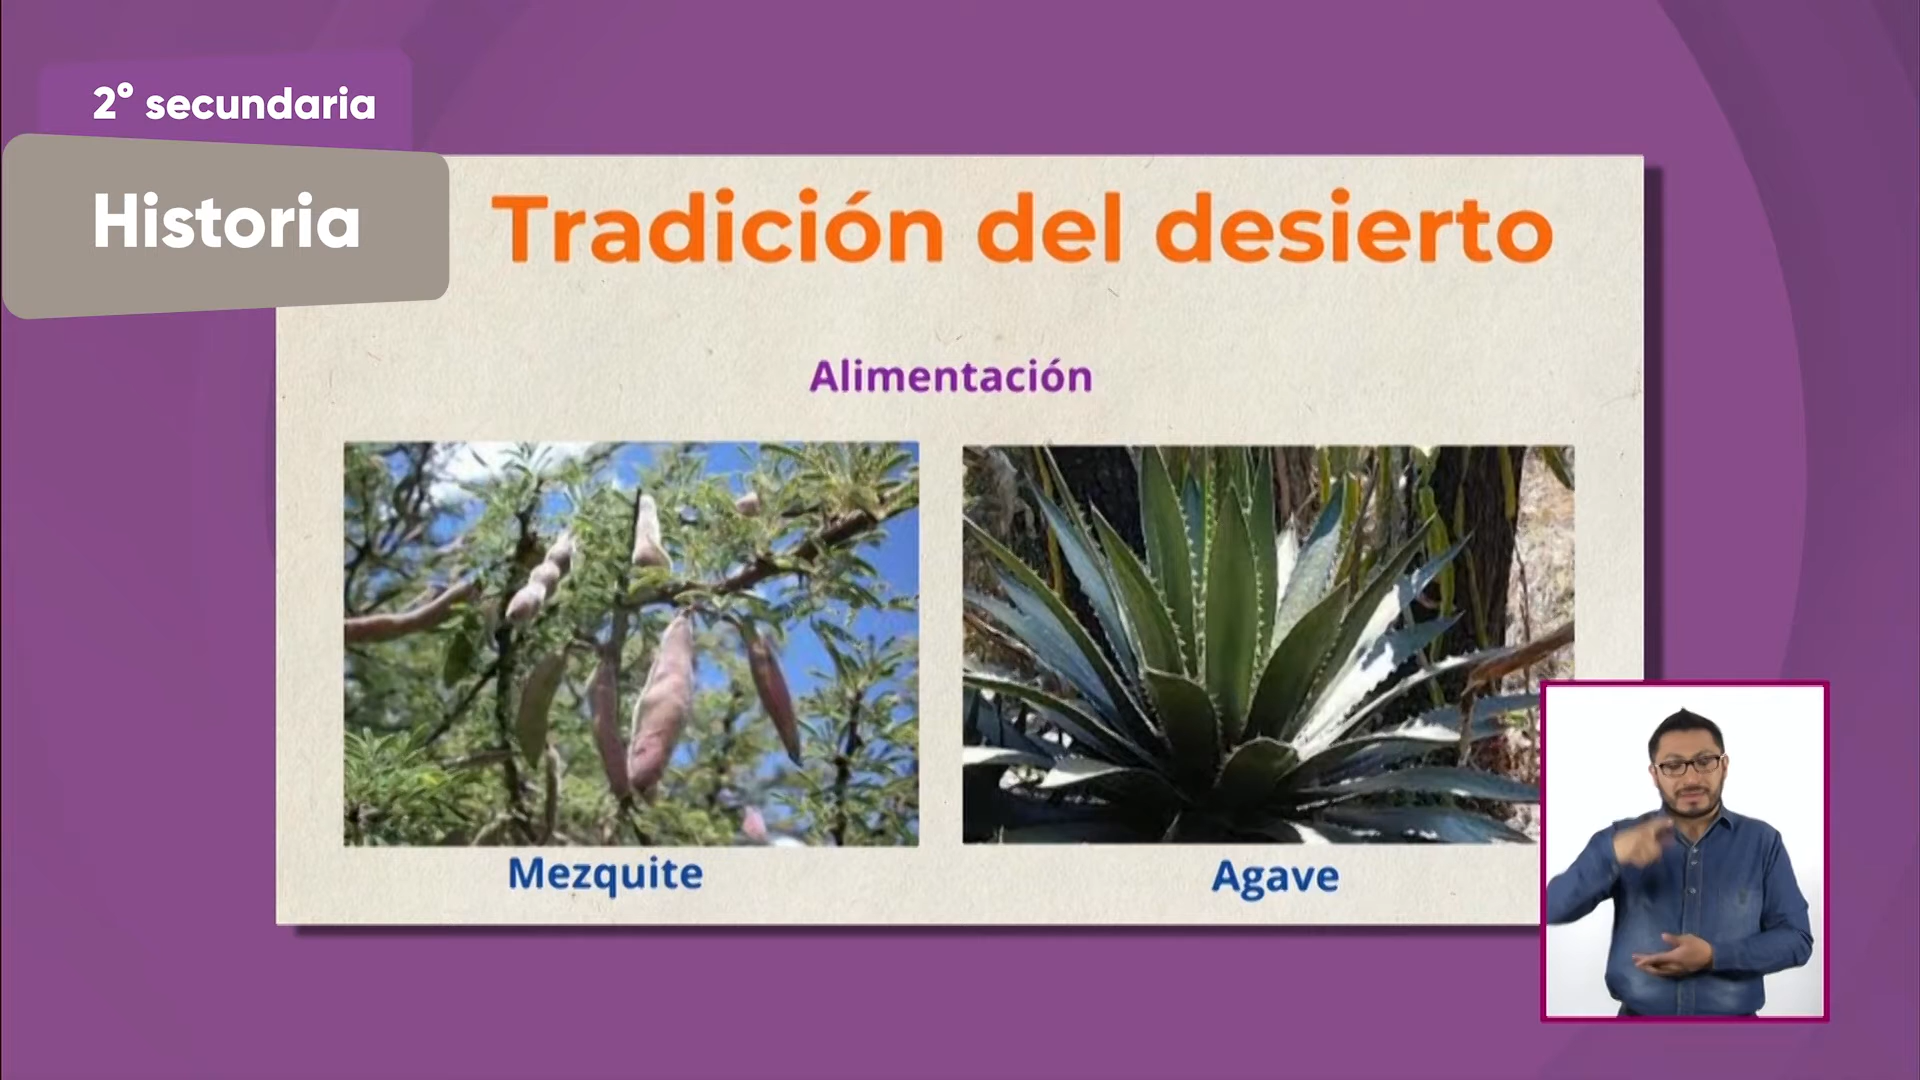 2° secundaria
Historia
Tradición del desierto
Alimentación
Mezquite
Agave